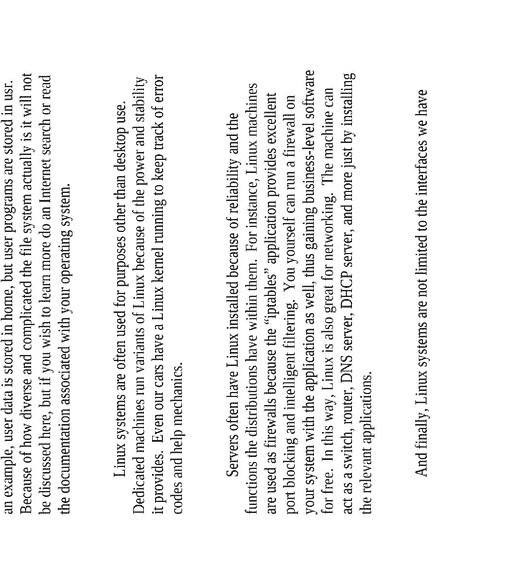 an example, user data is stored in home, but user programs are stored in usr.
Because of how diverse and complicated the file system actually is it will not
be discussed here, but if you wish to learn more do an Internet search or read
the documentation associated with your operating system.
Linux systems are often used for purposes other than desktop use.
Dedicated machines run variants of Linux because of the power and stability
it provides. Even our cars have a Linux kernel running to keep track of error
codes and help mechanics.
Servers often have Linux installed because of reliability and the
functions the distributions have within them. For instance, Linux machines
are used as firewalls because the “iptables” application provides excellent
port blocking and intelligent filtering. You yourself can run a firewall on
your system with the application as well, thus gaining business-level software
for free. In this way, Linux is also great for networking. The machine can
act as a switch, router, DNS server, DHCP server, and more just by installing
the relevant applications.
And finally, Linux systems are not limited to the interfaces we have